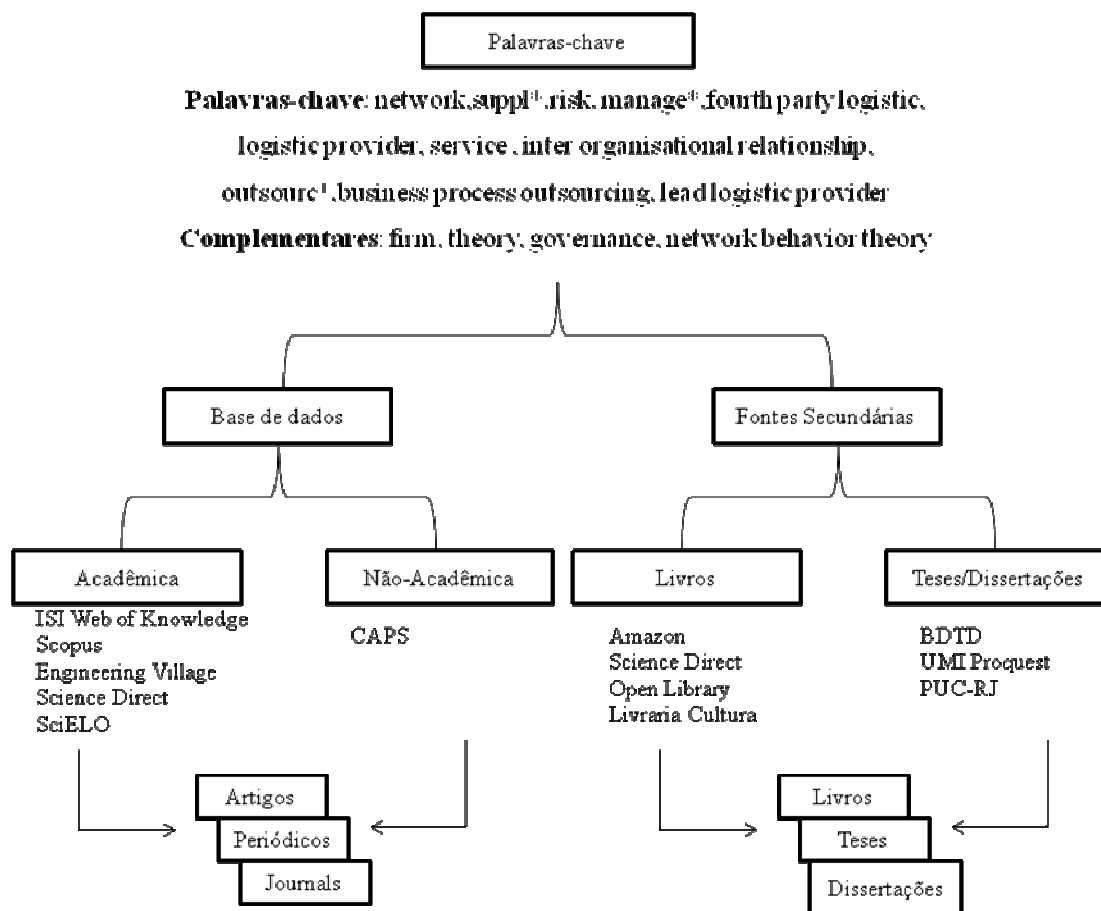 Palavras-chave
Palavras-chave: network, suppl*, risk, manage*, fourth party logistic,
logistic provider, service , inter organisational relationship,
outsourc*, business process outsourcing, lead logistic provider
Complementares: firm, theory, governance, network behavior theory
Base de dados
Fontes Secundárias
Acadêmica
Não-Acadêmica
Livros
Teses/Dissertações
ISI Web of Knowledge
Scopus
Engineering Village
Science Direct
SciELO
CAPS
Amazon
Science Direct
Open Library
Livraria Cultura
BDTD
UMI Proquest
PUC-RJ
Artigos
Periódicos
Journals
Livros
Teses
Dissertações